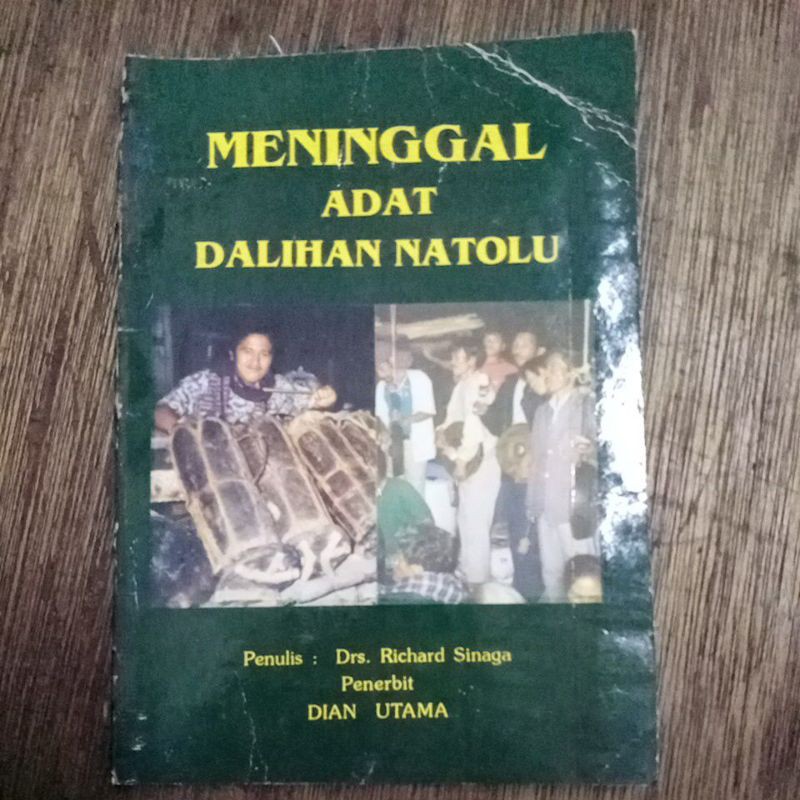 MENINGGAL
ADAT
DALIHAN NATOLU
Penulis : Drs. Richard Sinaga
Penerbit
DIAN UTAMA